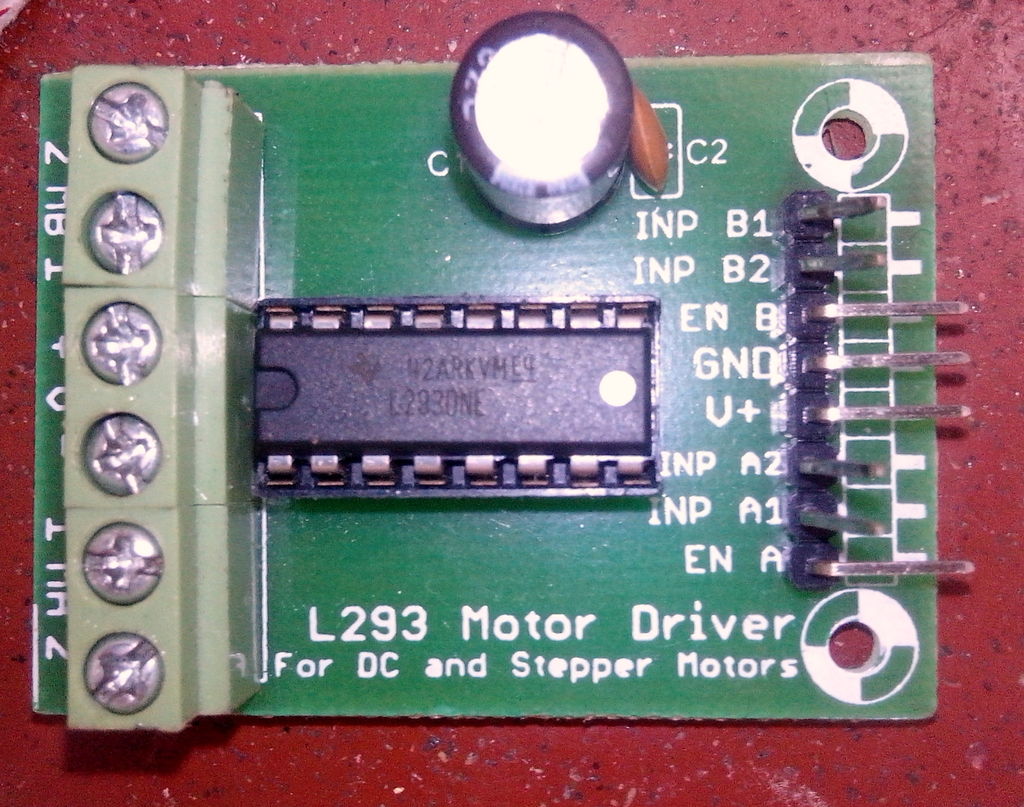 C2
INP B1
INP B2
EN B
GND
V+
42ARKVME4
L293DNE
INP A2
INP A1
EN A
L293 Motor Driver
For DC and Stepper Motors